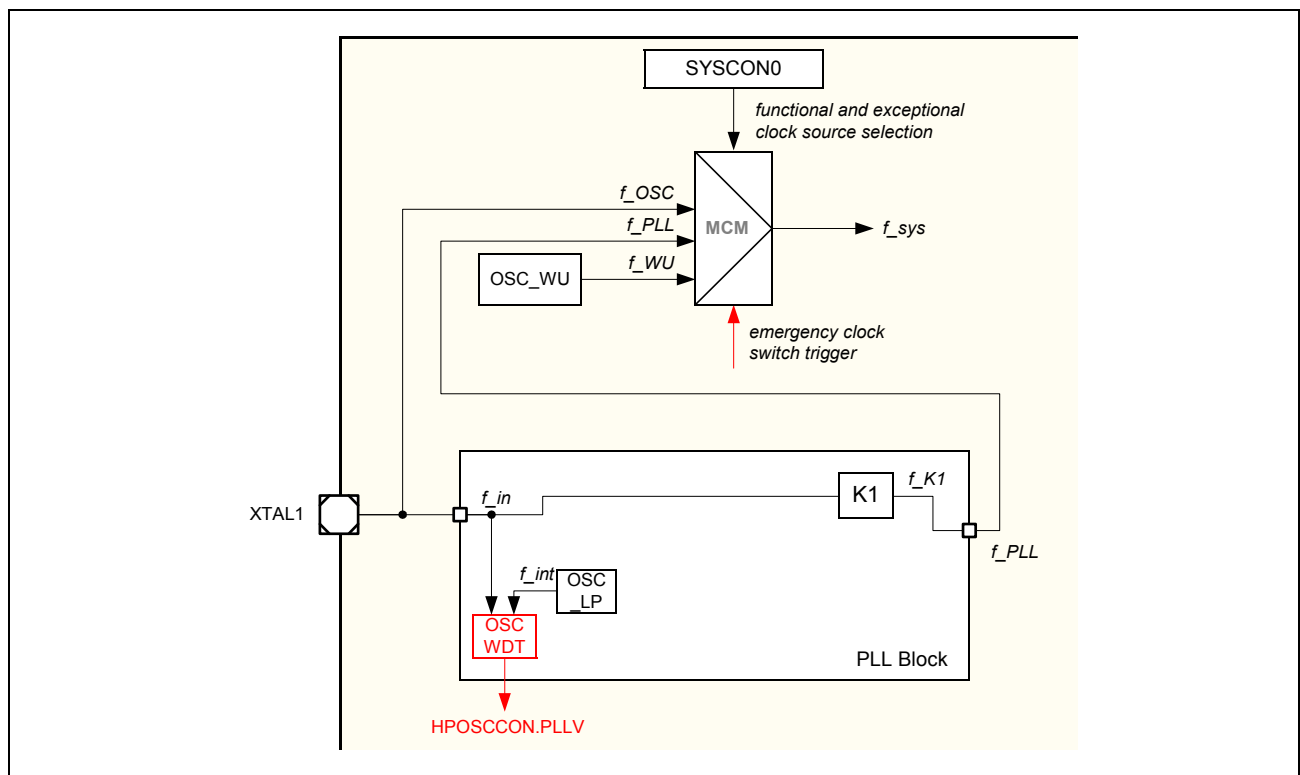 SYSCON0
functional and exceptional
clock source selection
f_OSC
f_PLL
MCM
f_sys
f_WU
OSC_WU
emergency clock
switch trigger
f_in
K1
f_K1
XTAL1
f_PLL
f_int
OSC
_LP
OSC
WDT
PLL Block
HPOSCCON.PLLV